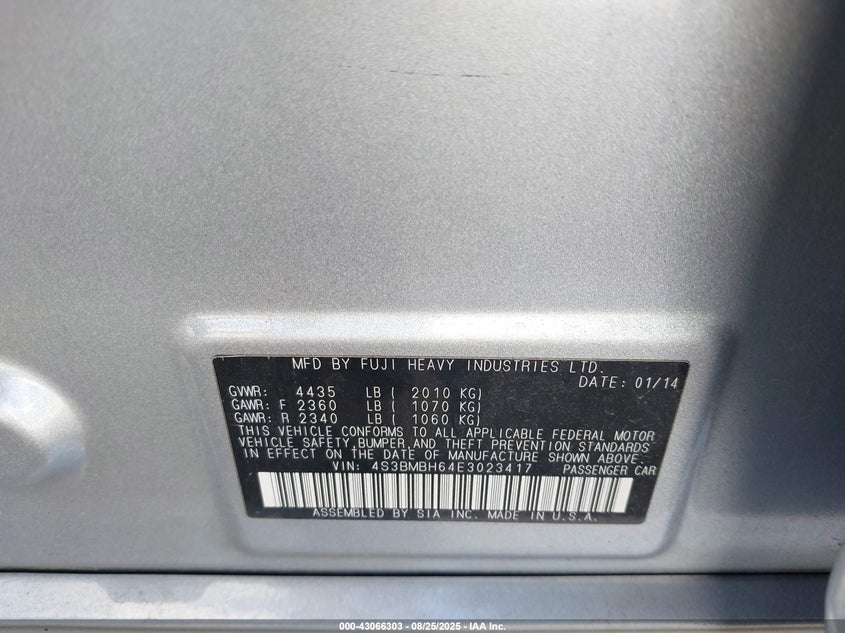 MFD BY FUJI HEAVY INDUSTRIES LTD.
DATE: 01/14
GVWR: 4435 LB ( 2010 KG)
GAWR: F 2360 LB ( 1070 KG)
GAWR: R 2340 LB ( 1060 KG)
THIS VEHICLE CONFORMS TO ALL APPLICABLE FEDERAL MOTOR
VEHICLE SAFETY,BUMPER,AND THEFT PREVENTION STANDARDS
IN EFFECT ON THE DATE OF MANUFACTURE SHOWN ABOVE.
VIN: 4S3BMBH64E3023417 PASSENGER CAR
ASSEMBLED BY SIA INC. MADE IN U.S.A.
000-43066303 - 08/25/2025 - IAA Inc.